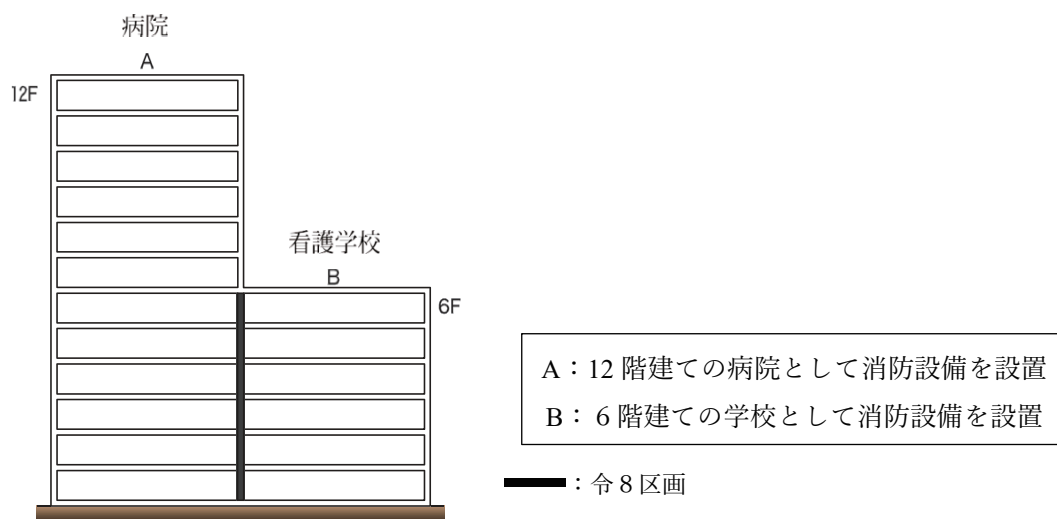 病院
A
12F
看護学校
B
6F
A：12 階建ての病院として消防設備を設置
B： 6 階建ての学校として消防設備を設置
：令 8 区画